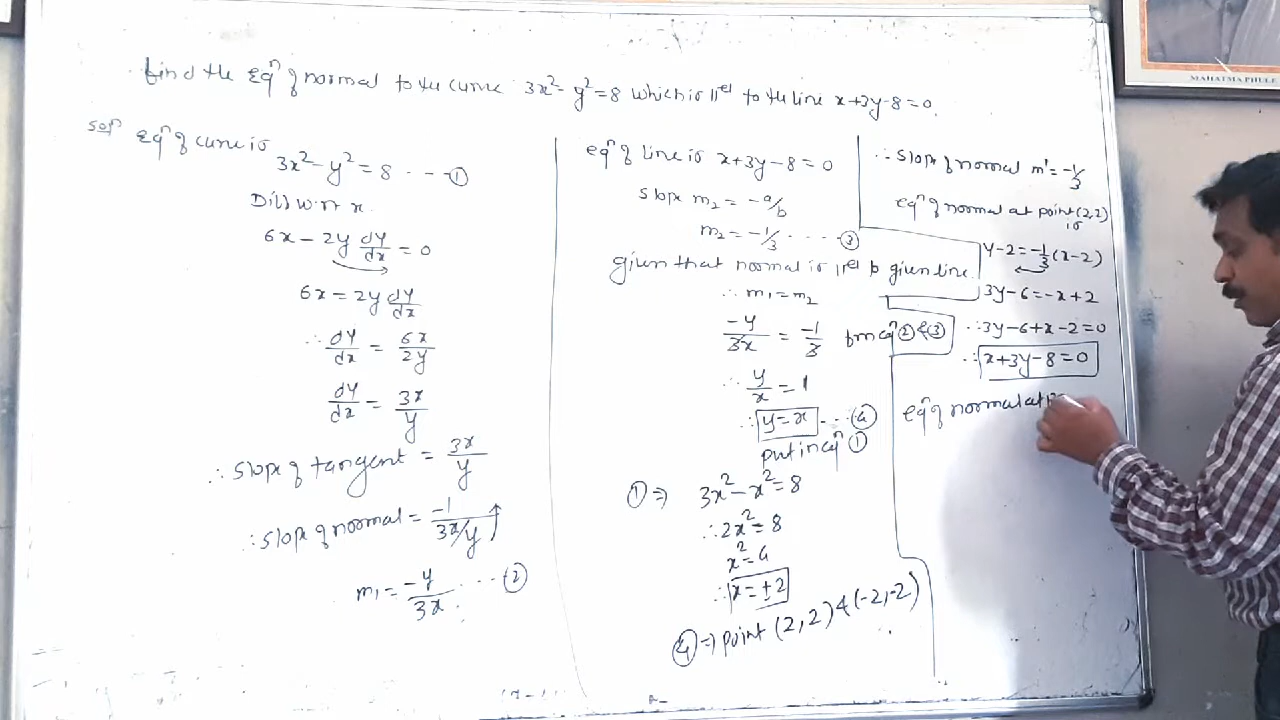 MAHATMA PHULE
find the Eqⁿ of normal to the curve 3x²- y²=8 which is ||el to the line x+3y-8=0.
solⁿ Eqⁿ of curve is
3x²- y² = 8 --- ①
Diff w.r.t x.
6x - 2y dy/dx = 0
6x = 2y dy/dx
∴ dy/dx = 6x/2y
dy/dx = 3x/y
∴ slope of tangent = 3x/y
∴ slope of normal = -1/(3x/y)
m₁ = -y/3x --- ②
eqⁿ of line is x+3y-8=0
Slope m₂ = -a/b
m₂ = -1/3 ---- ③
given that normal is ||el to given line
∴ m₁ = m₂
-y/3x = -1/3 from eqⁿ ② & ③
∴ y/x = 1
∴ y = x --- ④
put in eqⁿ ①
① ⇒ 3x² - x² = 8
∴ 2x² = 8
x² = 4
∴ x = ±2
④ ⇒ point (2,2) & (-2,-2)
∴ slope of normal m' = -1/3
eqⁿ of normal at point (2,2)
is
y-2 = -1/3 (x-2)
3y-6 = -x+2
∴ 3y-6+x-2=0
∴ x+3y-8=0
eqⁿ of normal at